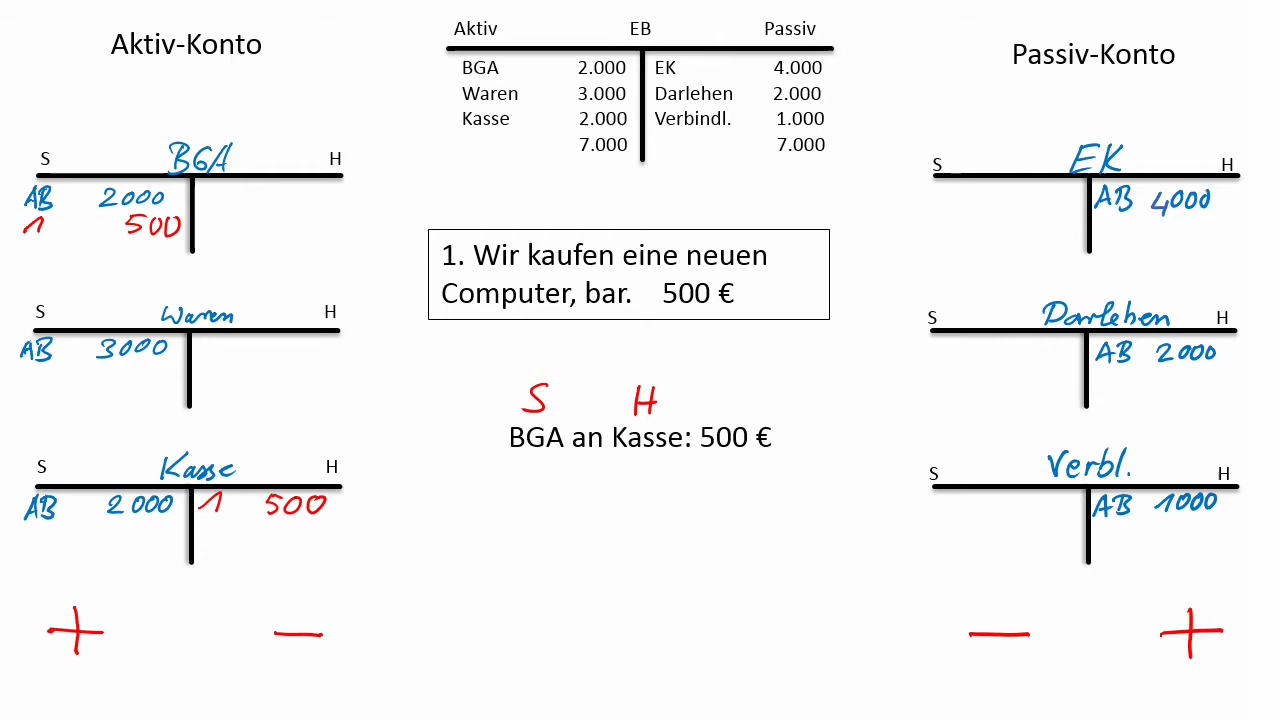 Aktiv-Konto
Aktiv EB Passiv
BGA 2.000 EK 4.000
Waren 3.000 Darlehen 2.000
Kasse 2.000 Verbindl. 1.000
7.000 7.000
Passiv-Konto
S BGA H
AB 2000
1 500
S Waren H
AB 3000
S Kasse H
AB 2000 1 500
+ −
1. Wir kaufen eine neuen
Computer, bar. 500 €
S H
BGA an Kasse: 500 €
S EK H
AB 4000
S Darlehen H
AB 2000
S Verbl. H
AB 1000
− +